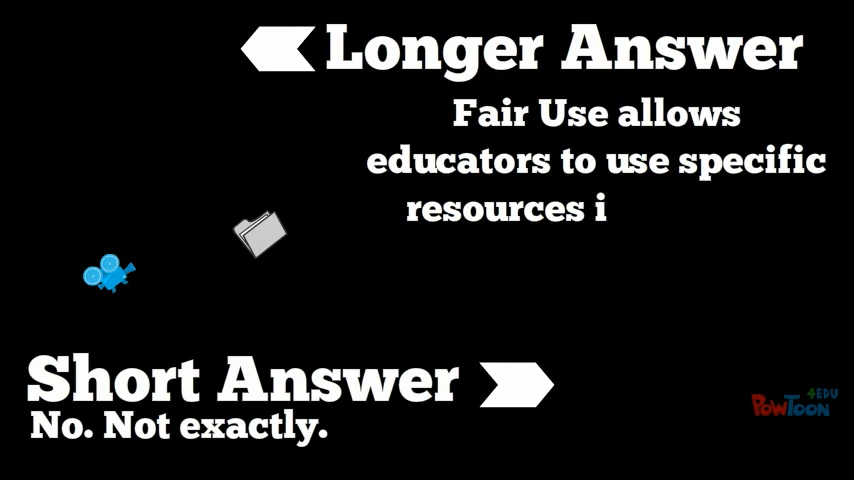 Longer Answer
Fair Use allows
educators to use specific
resources i
Short Answer
No. Not exactly.
4EDU
PowToon